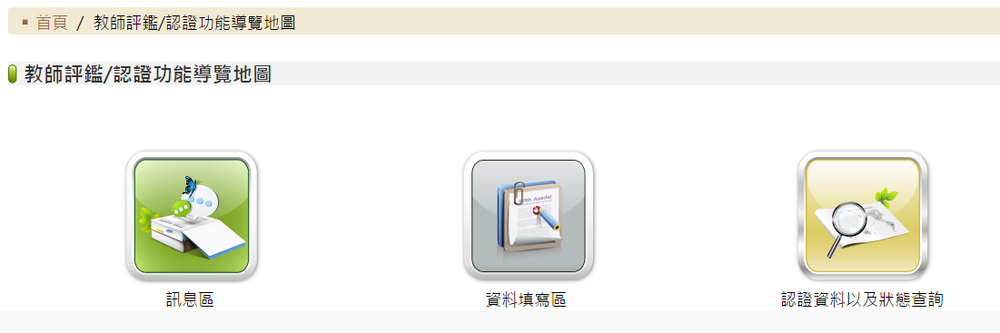 首頁 / 教師評鑑/認證功能導覽地圖
教師評鑑/認證功能導覽地圖
訊息區
資料填寫區
認證資料以及狀態查詢